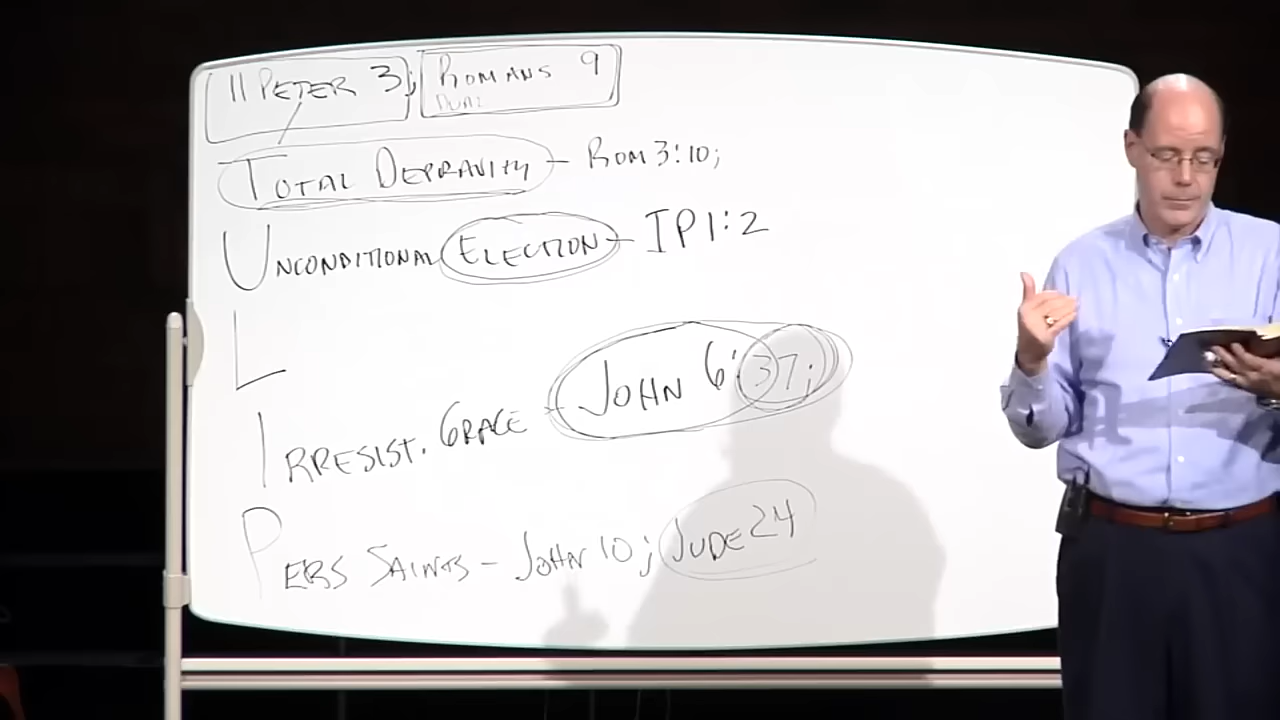 II PETER 3; ROMANS 9
TOTAL DEPRAVITY - ROM 3:10;
UNCONDITIONAL ELECTION - I P 1:2
L
IRRESIST. GRACE - JOHN 6:37;
PERS SAINTS - JOHN 10; JUDE 24